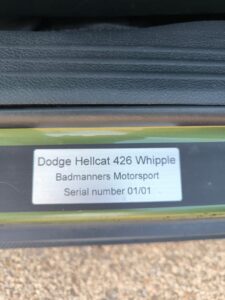 Dodge Hellcat 426 Whipple
Badmanners Motorsport
Serial number 01/01